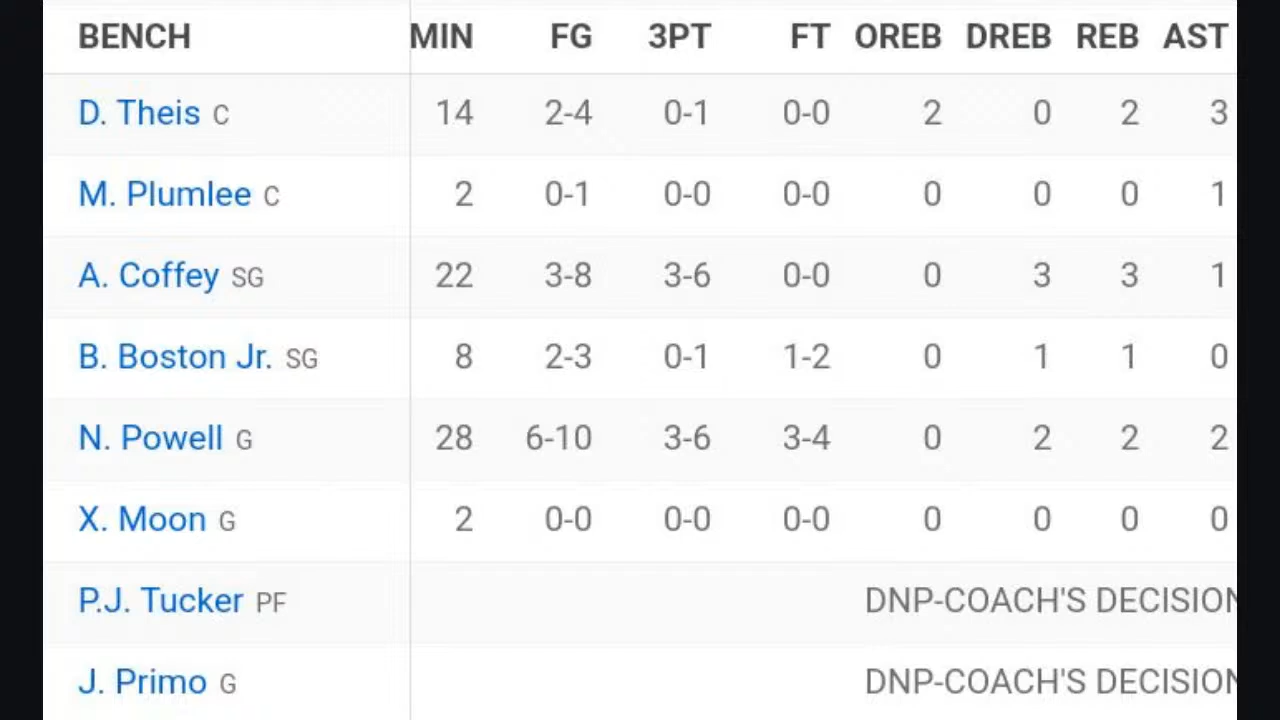 BENCH MIN FG 3PT FT OREB DREB REB AST
D. Theis C 14 2-4 0-1 0-0 2 0 2 3
M. Plumlee C 2 0-1 0-0 0-0 0 0 0 1
A. Coffey SG 22 3-8 3-6 0-0 0 3 3 1
B. Boston Jr. SG 8 2-3 0-1 1-2 0 1 1 0
N. Powell G 28 6-10 3-6 3-4 0 2 2 2
X. Moon G 2 0-0 0-0 0-0 0 0 0 0
P.J. Tucker PF DNP-COACH'S DECISION
J. Primo G DNP-COACH'S DECISION